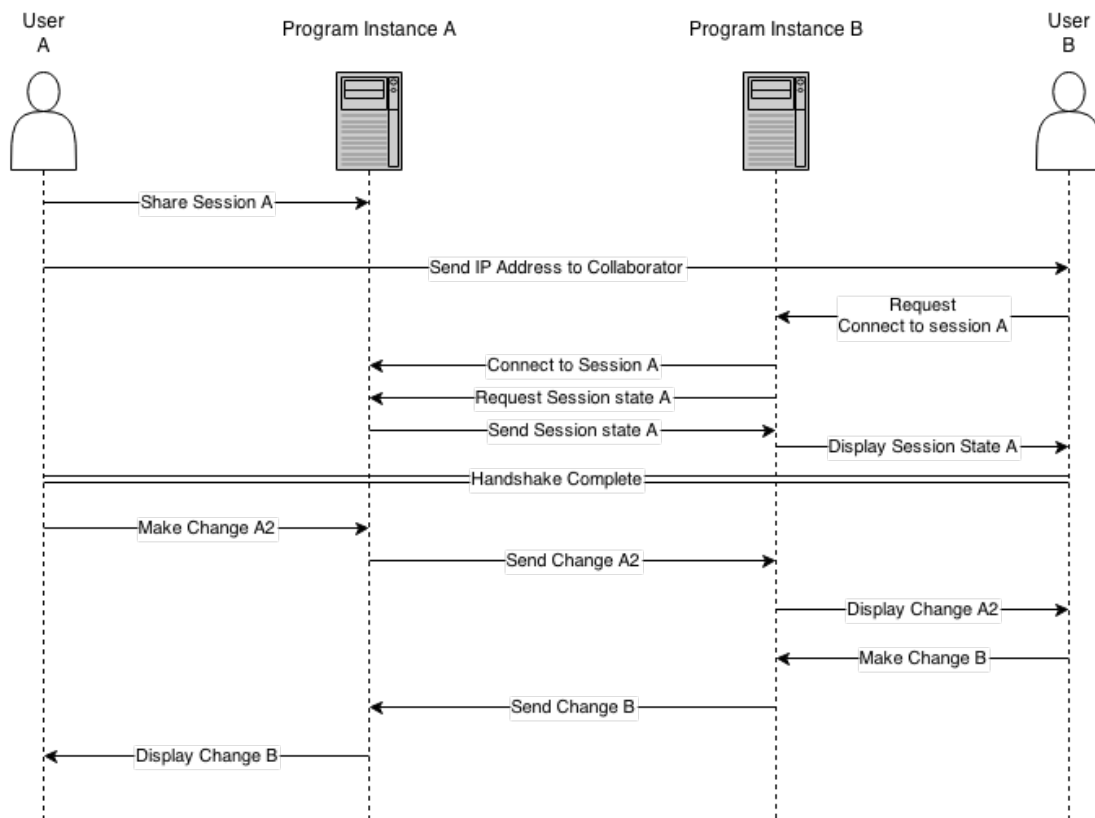 User
A
Program Instance A
Program Instance B
User
B
Share Session A
Send IP Address to Collaborator
Request
Connect to session A
Connect to Session A
Request Session state A
Send Session state A
Display Session State A
Handshake Complete
Make Change A2
Send Change A2
Display Change A2
Make Change B
Send Change B
Display Change B